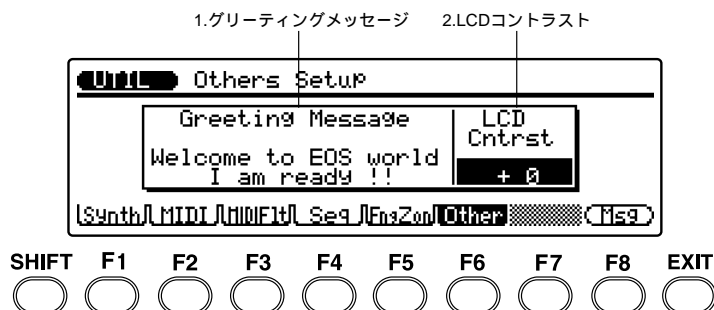 1.グリーティングメッセージ 2.LCDコントラスト
UTIL Others Setup
Greeting Message LCD
Cntrst
Welcome to EOS world
I am ready !! + 0
Synth MIDI MIDIFlt Seq FngZon Other Msg
SHIFT F1 F2 F3 F4 F5 F6 F7 F8 EXIT